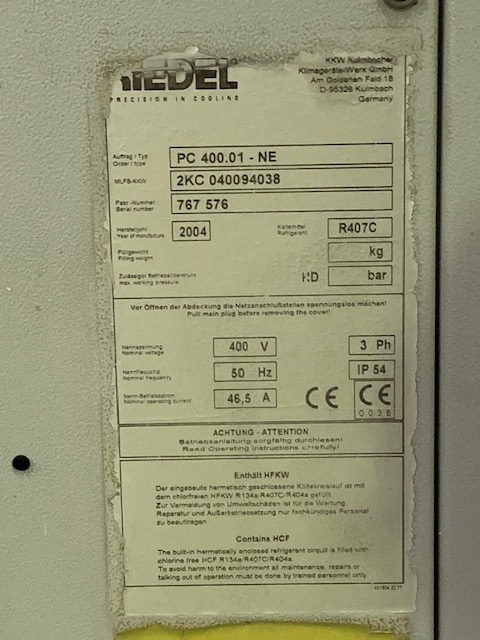 RIEDEL
PRECISION IN COOLING
KKW Kulmbacher
Klimageräte-Werk GmbH
Am Goldenen Feld 18
D-95326 Kulmbach
Germany
Auftrag / Typ
Order / type
PC 400.01 - NE
MLFB-KKW
2KC 040094038
Fabr-Nummer
Serial number
767 576
Herstelljahr
Year of manufacture
2004
Kältemittel
Refrigerant
R407C
Füllgewicht
Filling weight
kg
Zulässiger Betriebsüberdruck
max. working pressure
HD
bar
Vor Öffnen der Abdeckung die Netzanschlußstellen spannungslos machen!
Pull main plug before removing the cover!
Nennspannung
Nominal voltage
400 V
3 Ph
Nennfrequenz
Nominal frequency
50 Hz
IP 54
Nenn-Betriebsstrom
Nominal operating current
46,5 A
CE
CE
0036
ACHTUNG - ATTENTION
Betriebsanleitung sorgfältig durchlesen!
Read Operating Instructions carefully!
Enthält HFKW
Der eingebaute hermetisch geschlossene Kältekreislauf ist mit
dem chlorfreien HFKW R134a/R407C/R404a gefüllt.
Zur Vermeidung von Umweltschäden ist für die Wartung,
Reparatur und Außerbetriebsetzung nur fachkundiges Personal
zu beauftragen.
Contains HCF
The built-in hermetically enclosed refrigerant circuit is filled with
chlorine free HCF R134a/R407C/R404a.
To avoid harm to the environment all maintenance, repairs or
talking out of operation must be done by trained personnel only